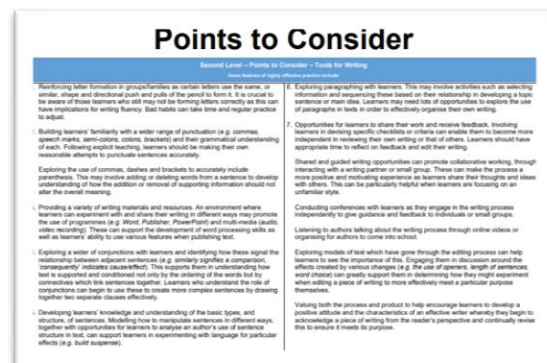 Points to Consider
Second Level – Points to Consider – Tools for Writing
Some features of highly effective practice include:
Reinforcing letter formation in groups/families as certain letters use the same, or
similar, shape and directional push and pulls of the pencil to form it. It is crucial to
be aware of those learners who still may not be forming letters correctly as this can
have implications for writing fluency. Bad habits can take time and regular practice
to adjust.
Building learners' familiarity with a wider range of punctuation (e.g. commas,
speech marks, semi-colons, colons, brackets) and their grammatical understanding
of each. Following explicit teaching, learners should be making their own
reasonable attempts to punctuate sentences accurately.
Exploring the use of commas, dashes and brackets to accurately include
parenthesis. This may involve adding or deleting words from a sentence to develop
understanding of how the addition or removal of supporting information should not
alter the overall meaning.
Providing a variety of writing materials and resources. An environment where
learners can experiment with and share their writing in different ways may promote
the use of programmes (e.g. Word, Publisher, PowerPoint) and multi-media (audio,
video recording). These can support the development of word processing skills as
well as learners' ability to use various features when publishing text.
Exploring a wider of conjunctions with learners and identifying how these signal the
relationship between adjacent sentences (e.g. similarly signifies a comparison,
'consequently' indicates cause/effect). This supports them in understanding how
text is supported and conditioned not only by the ordering of the words but by
connectives which link sentences together. Learners who understand the role of
conjunctions can begin to use these to create more complex sentences by drawing
together two separate clauses effectively.
Developing learners' knowledge and understanding of the basic types, and
structure, of sentences. Modelling how to manipulate sentences in different ways,
together with opportunities for learners to analyse an author's use of sentence
structure in text, can support learners in experimenting with language for particular
effects (e.g. build suspense).
6. Exploring paragraphing with learners. This may involve activities such as selecting
information and sequencing these based on their relationship in developing a topic
sentence or main idea. Learners may need lots of opportunities to explore the use
of paragraphs in texts in order to effectively organise their own writing.
7. Opportunities for learners to share their work and receive feedback. Involving
learners in devising specific checklists or criteria can enable them to become more
independent in reviewing their own writing or that of others. Learners should have
appropriate time to reflect on feedback and edit their writing.
Shared and guided writing opportunities can promote collaborative working, through
interacting with a writing partner or small group. These can make the process a
more positive and motivating experience as learners share their thoughts and ideas
with others. This can be particularly helpful when learners are focusing on an
unfamiliar style.
Conducting conferences with learners as they engage in the writing process
independently to give guidance and feedback to individuals or small groups.
Listening to authors talking about the writing process through online videos or
organising for authors to come into school.
Exploring models of text which have gone through the editing process can help
learners to see the importance of this. Engaging them in discussion around the
effects created by various changes (e.g. the use of openers, length of sentences,
word choice) can greatly support them in determining how they might experiment
when editing a piece of writing to more effectively meet a particular purpose
themselves.
Valuing both the process and product to help encourage learners to develop a
positive attitude and the characteristics of an effective writer whereby they begin to
acknowledge a piece of writing from the reader's perspective and continually revise
this to ensure it meets its purpose.